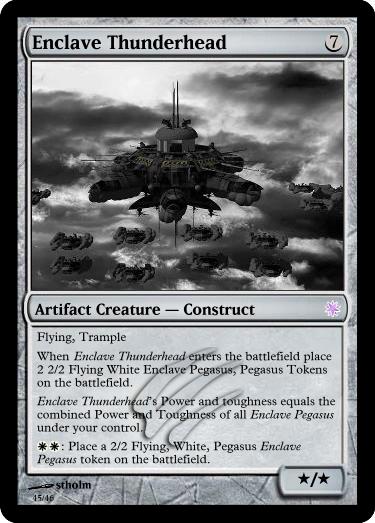 Enclave Thunderhead 7
Artifact Creature — Construct
Flying, Trample
When Enclave Thunderhead enters the battlefield place
2 2/2 Flying White Enclave Pegasus, Pegasus Tokens
on the battlefield.
Enclave Thunderhead's Power and toughness equals the
combined Power and Toughness of all Enclave Pegasus
under your control.
: Place a 2/2 Flying, White, Pegasus Enclave
Pegasus token on the battlefield.
★/★
stholm
45/46